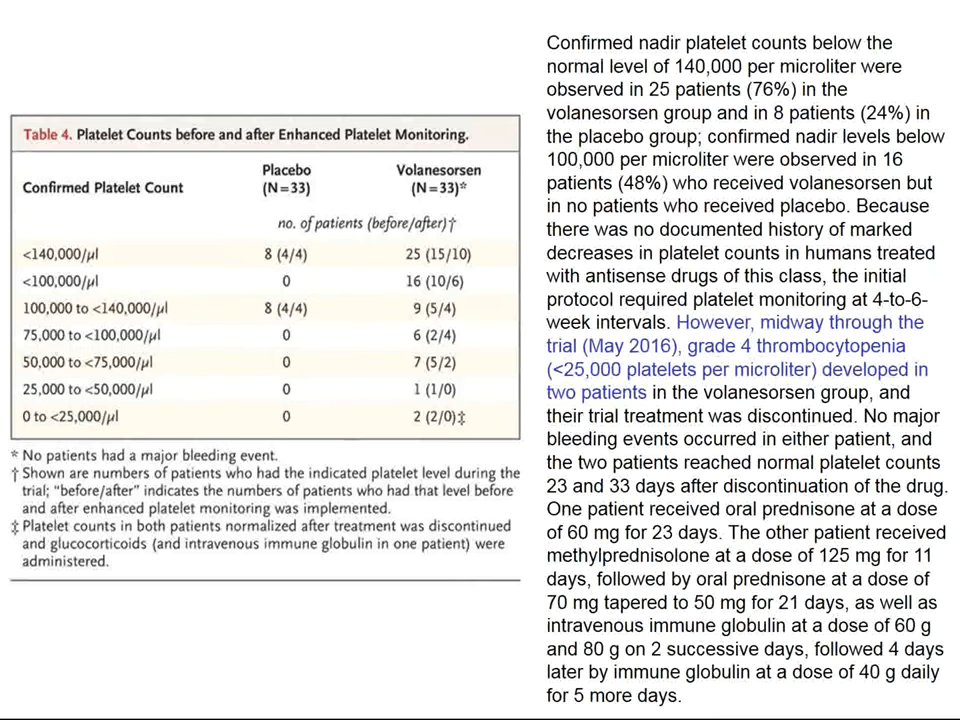 Table 4. Platelet Counts before and after Enhanced Platelet Monitoring.
Confirmed Platelet Count Placebo (N=33) Volanesorsen (N=33)*
no. of patients (before/after)†
<140,000/µl 8 (4/4) 25 (15/10)
<100,000/µl 0 16 (10/6)
100,000 to <140,000/µl 8 (4/4) 9 (5/4)
75,000 to <100,000/µl 0 6 (2/4)
50,000 to <75,000/µl 0 7 (5/2)
25,000 to <50,000/µl 0 1 (1/0)
0 to <25,000/µl 0 2 (2/0)‡
* No patients had a major bleeding event.
† Shown are numbers of patients who had the indicated platelet level during the
trial; “before/after” indicates the numbers of patients who had that level before
and after enhanced platelet monitoring was implemented.
‡ Platelet counts in both patients normalized after treatment was discontinued
and glucocorticoids (and intravenous immune globulin in one patient) were
administered.
Confirmed nadir platelet counts below the
normal level of 140,000 per microliter were
observed in 25 patients (76%) in the
volanesorsen group and in 8 patients (24%) in
the placebo group; confirmed nadir levels below
100,000 per microliter were observed in 16
patients (48%) who received volanesorsen but
in no patients who received placebo. Because
there was no documented history of marked
decreases in platelet counts in humans treated
with antisense drugs of this class, the initial
protocol required platelet monitoring at 4-to-6-
week intervals. However, midway through the
trial (May 2016), grade 4 thrombocytopenia
(<25,000 platelets per microliter) developed in
two patients in the volanesorsen group, and
their trial treatment was discontinued. No major
bleeding events occurred in either patient, and
the two patients reached normal platelet counts
23 and 33 days after discontinuation of the drug.
One patient received oral prednisone at a dose
of 60 mg for 23 days. The other patient received
methylprednisolone at a dose of 125 mg for 11
days, followed by oral prednisone at a dose of
70 mg tapered to 50 mg for 21 days, as well as
intravenous immune globulin at a dose of 60 g
and 80 g on 2 successive days, followed 4 days
later by immune globulin at a dose of 40 g daily
for 5 more days.